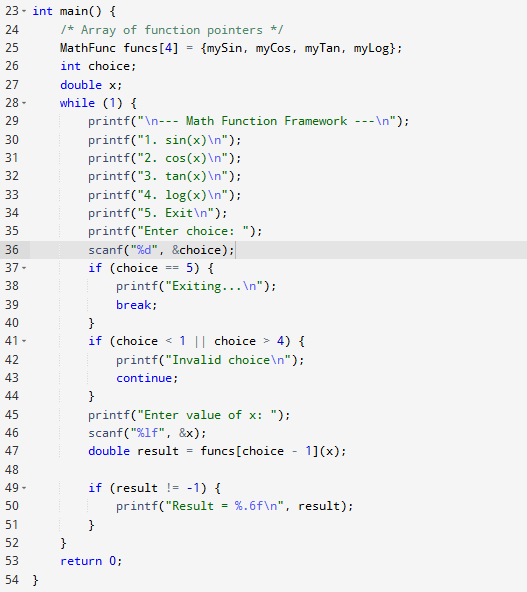 23 int main() {
24     /* Array of function pointers */
25     MathFunc funcs[4] = {mySin, myCos, myTan, myLog};
26     int choice;
27     double x;
28     while (1) {
29         printf("\n--- Math Function Framework ---\n");
30         printf("1. sin(x)\n");
31         printf("2. cos(x)\n");
32         printf("3. tan(x)\n");
33         printf("4. log(x)\n");
34         printf("5. Exit\n");
35         printf("Enter choice: ");
36         scanf("%d", &choice);
37         if (choice == 5) {
38             printf("Exiting...\n");
39             break;
40         }
41         if (choice < 1 || choice > 4) {
42             printf("Invalid choice\n");
43             continue;
44         }
45         printf("Enter value of x: ");
46         scanf("%lf", &x);
47         double result = funcs[choice - 1](x);
48
49         if (result != -1) {
50             printf("Result = %.6f\n", result);
51         }
52     }
53     return 0;
54 }